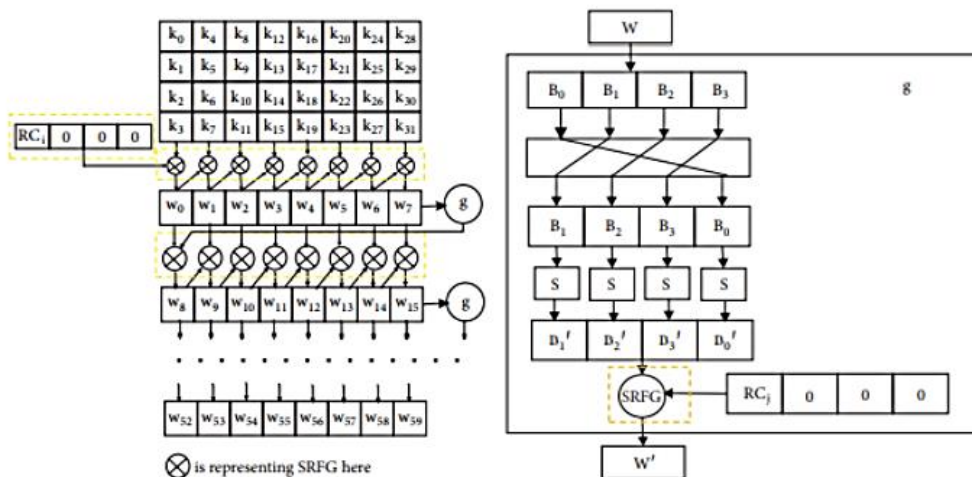 k0 k4 k8 k12 k16 k20 k24 k28
k1 k5 k9 k13 k17 k21 k25 k29
k2 k6 k10 k14 k18 k22 k26 k30
k3 k7 k11 k15 k19 k23 k27 k31
RCi 0 0 0
w0 w1 w2 w3 w4 w5 w6 w7 g
w8 w9 w10 w11 w12 w13 w14 w15 g
w52 w53 w54 w55 w56 w57 w58 w59
is representing SRFG here
W
g
B0 B1 B2 B3
B1 B2 B3 B0
S S S S
B1′ B2′ B3′ B0′
SRFG
RCj 0 0 0
W′